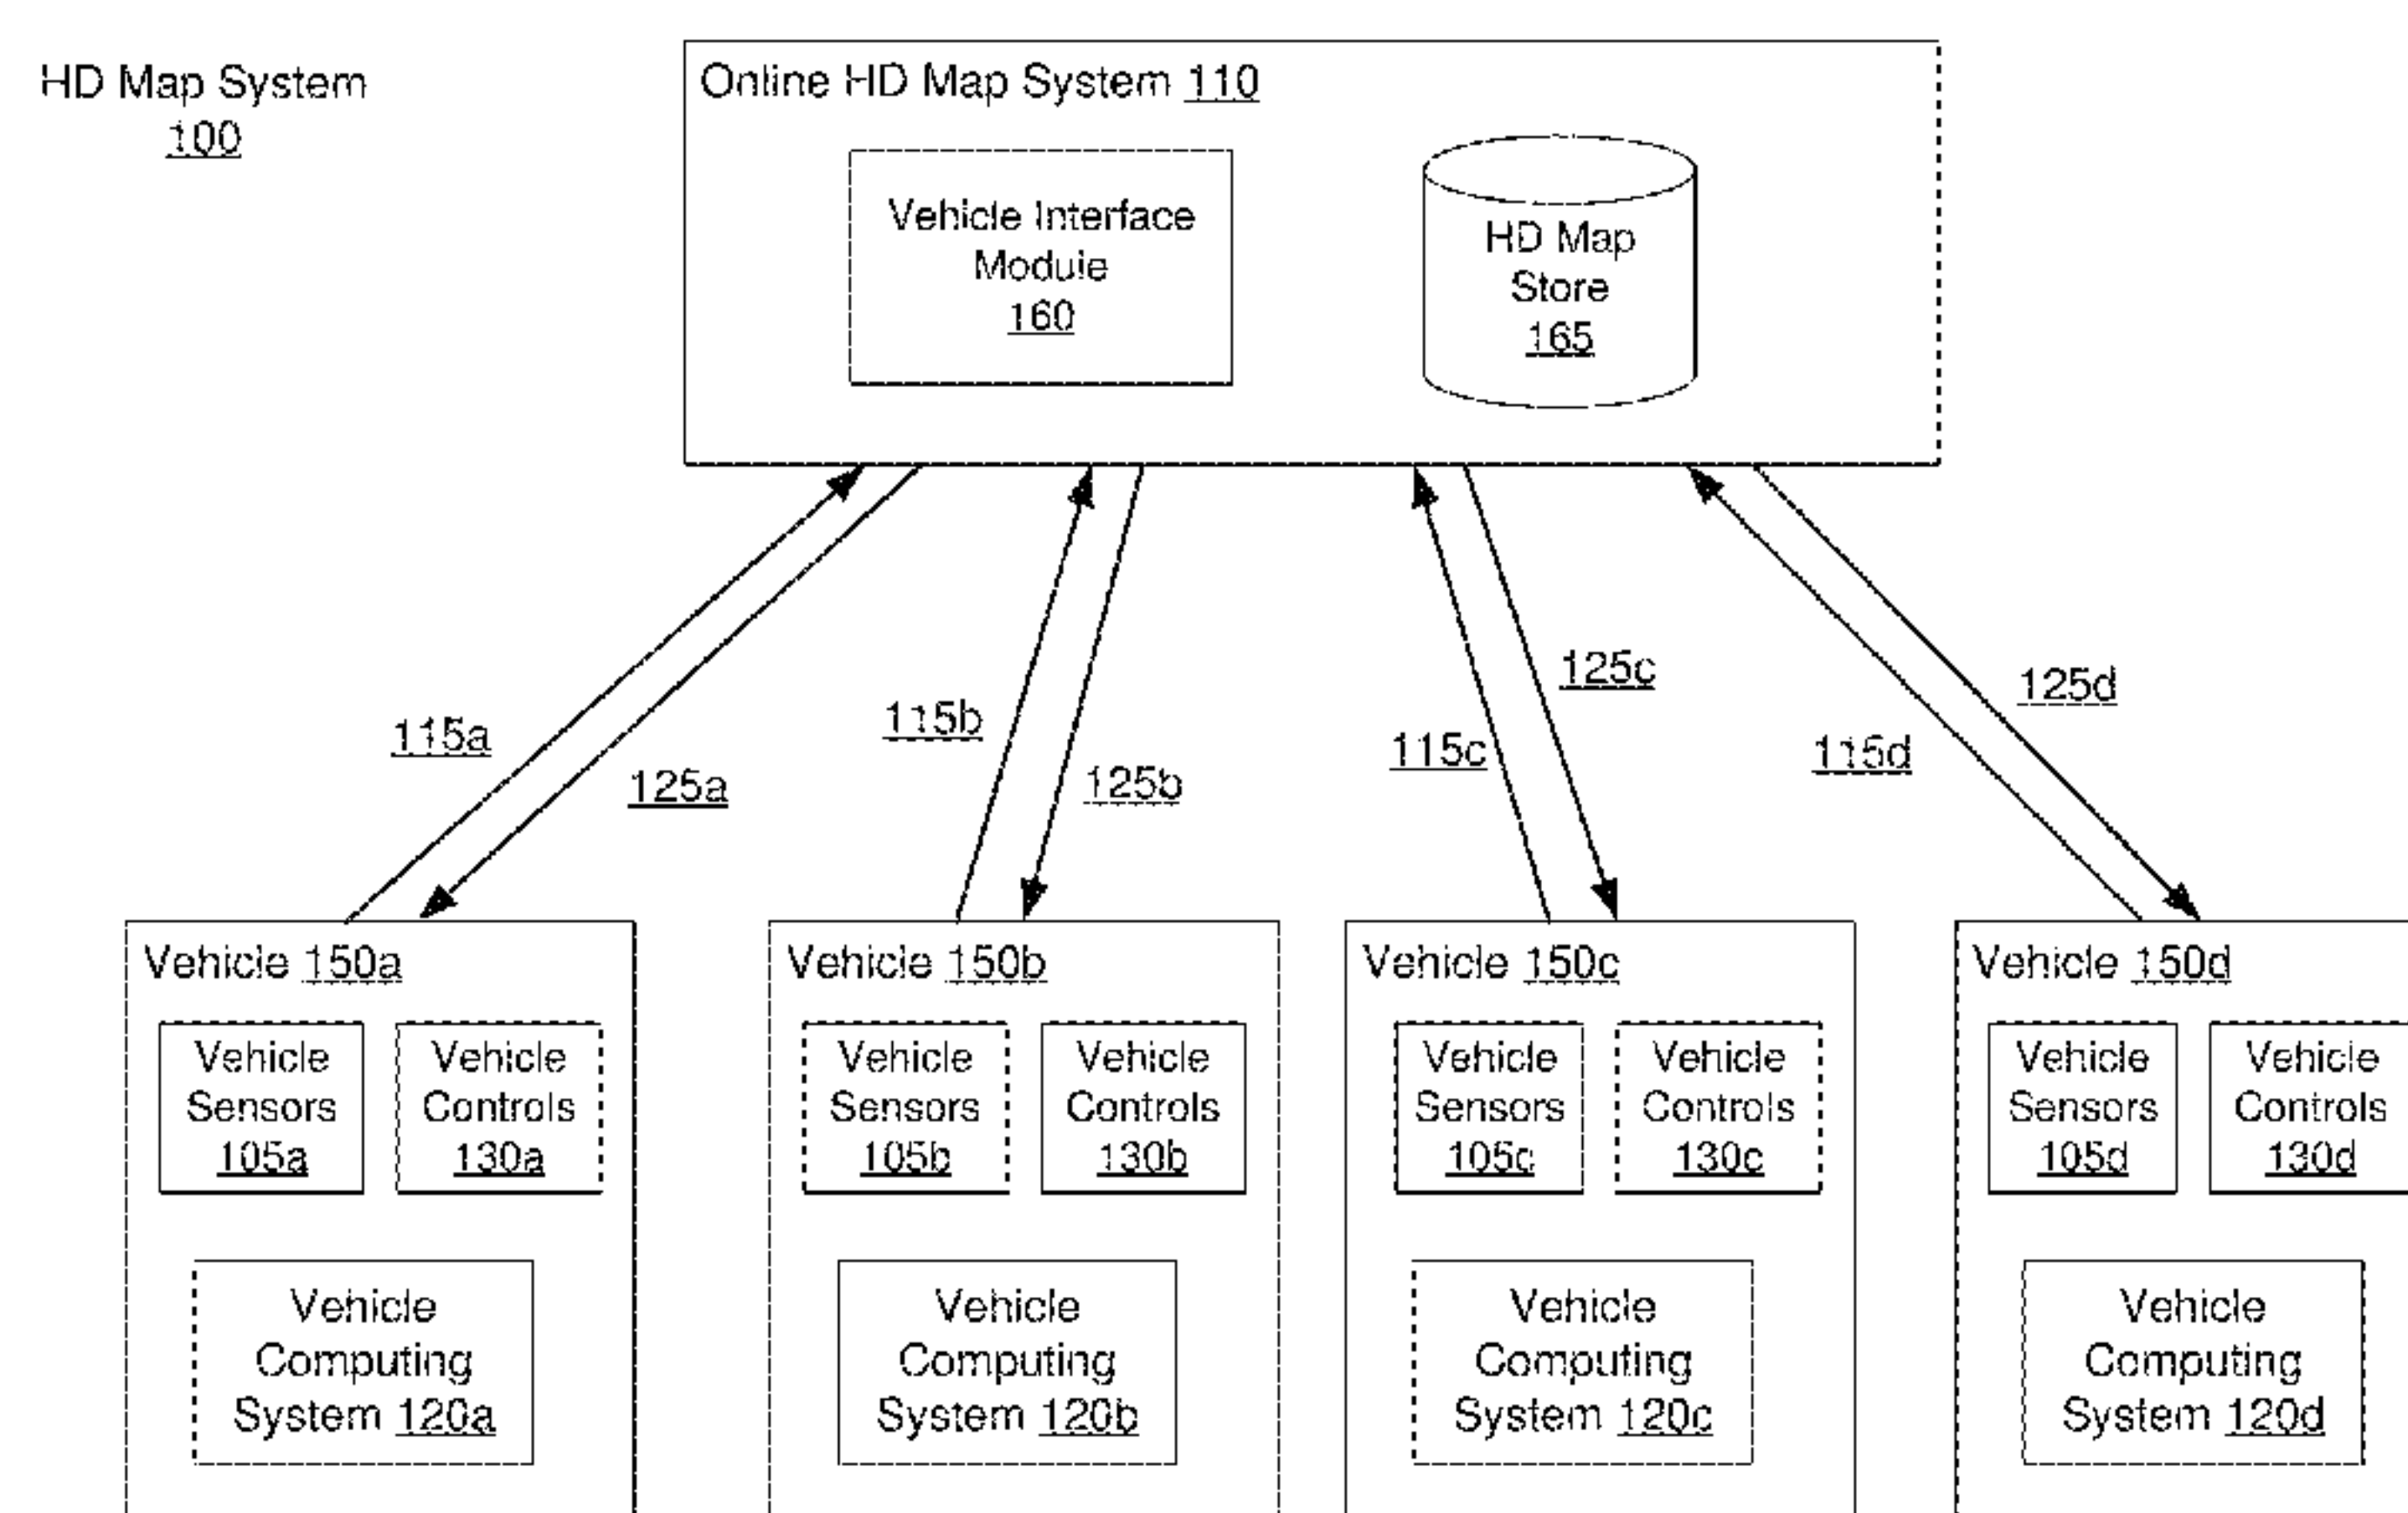 HD Map System
100
Online HD Map System 110
Vehicle Interface
Module
160
HD Map
Store
165
115a
125a
115b
125b
115c
125c
115d
125d
Vehicle 150a
Vehicle
Sensors
105a
Vehicle
Controls
130a
Vehicle
Computing
System 120a
Vehicle 150b
Vehicle
Sensors
105b
Vehicle
Controls
130b
Vehicle
Computing
System 120b
Vehicle 150c
Vehicle
Sensors
105c
Vehicle
Controls
130c
Vehicle
Computing
System 120c
Vehicle 150d
Vehicle
Sensors
105d
Vehicle
Controls
130d
Vehicle
Computing
System 120d